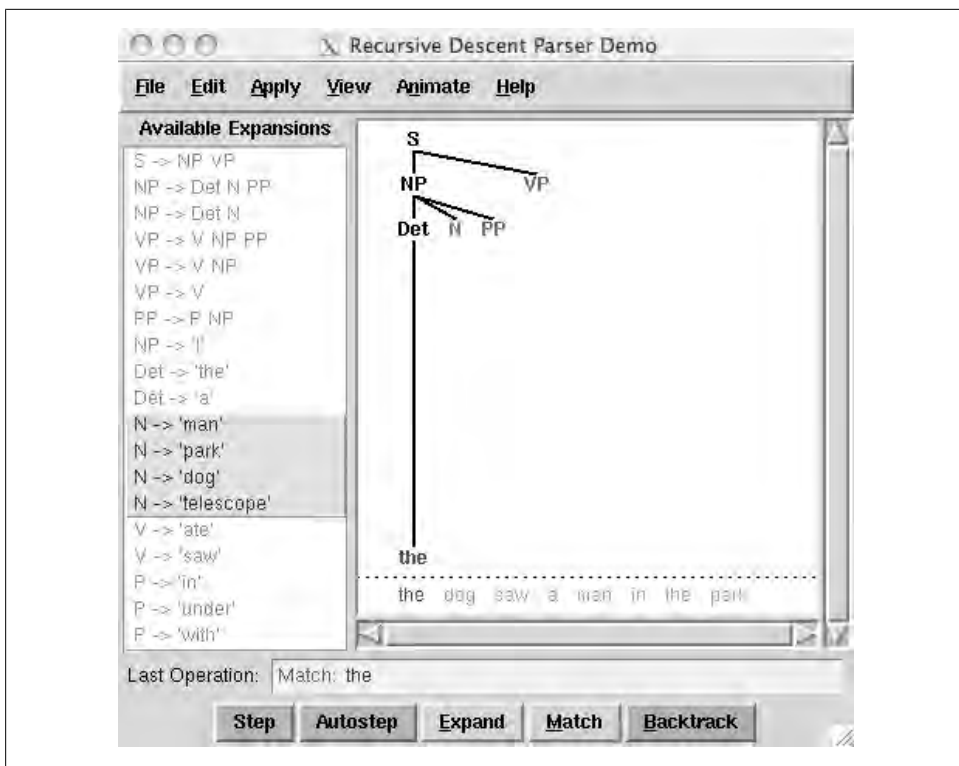 Recursive Descent Parser Demo
File Edit Apply View Animate Help
Available Expansions
S -> NP VP
NP -> Det N PP
NP -> Det N
VP -> V NP PP
VP -> V NP
VP -> V
PP -> P NP
NP -> 'I'
Det -> 'the'
Det -> 'a'
N -> 'man'
N -> 'park'
N -> 'dog'
N -> 'telescope'
V -> 'ate'
V -> 'saw'
P -> 'in'
P -> 'under'
P -> 'with'
S
NP VP
Det N PP
the
the dog saw a man in the park
Last Operation: Match: the
Step Autostep Expand Match Backtrack